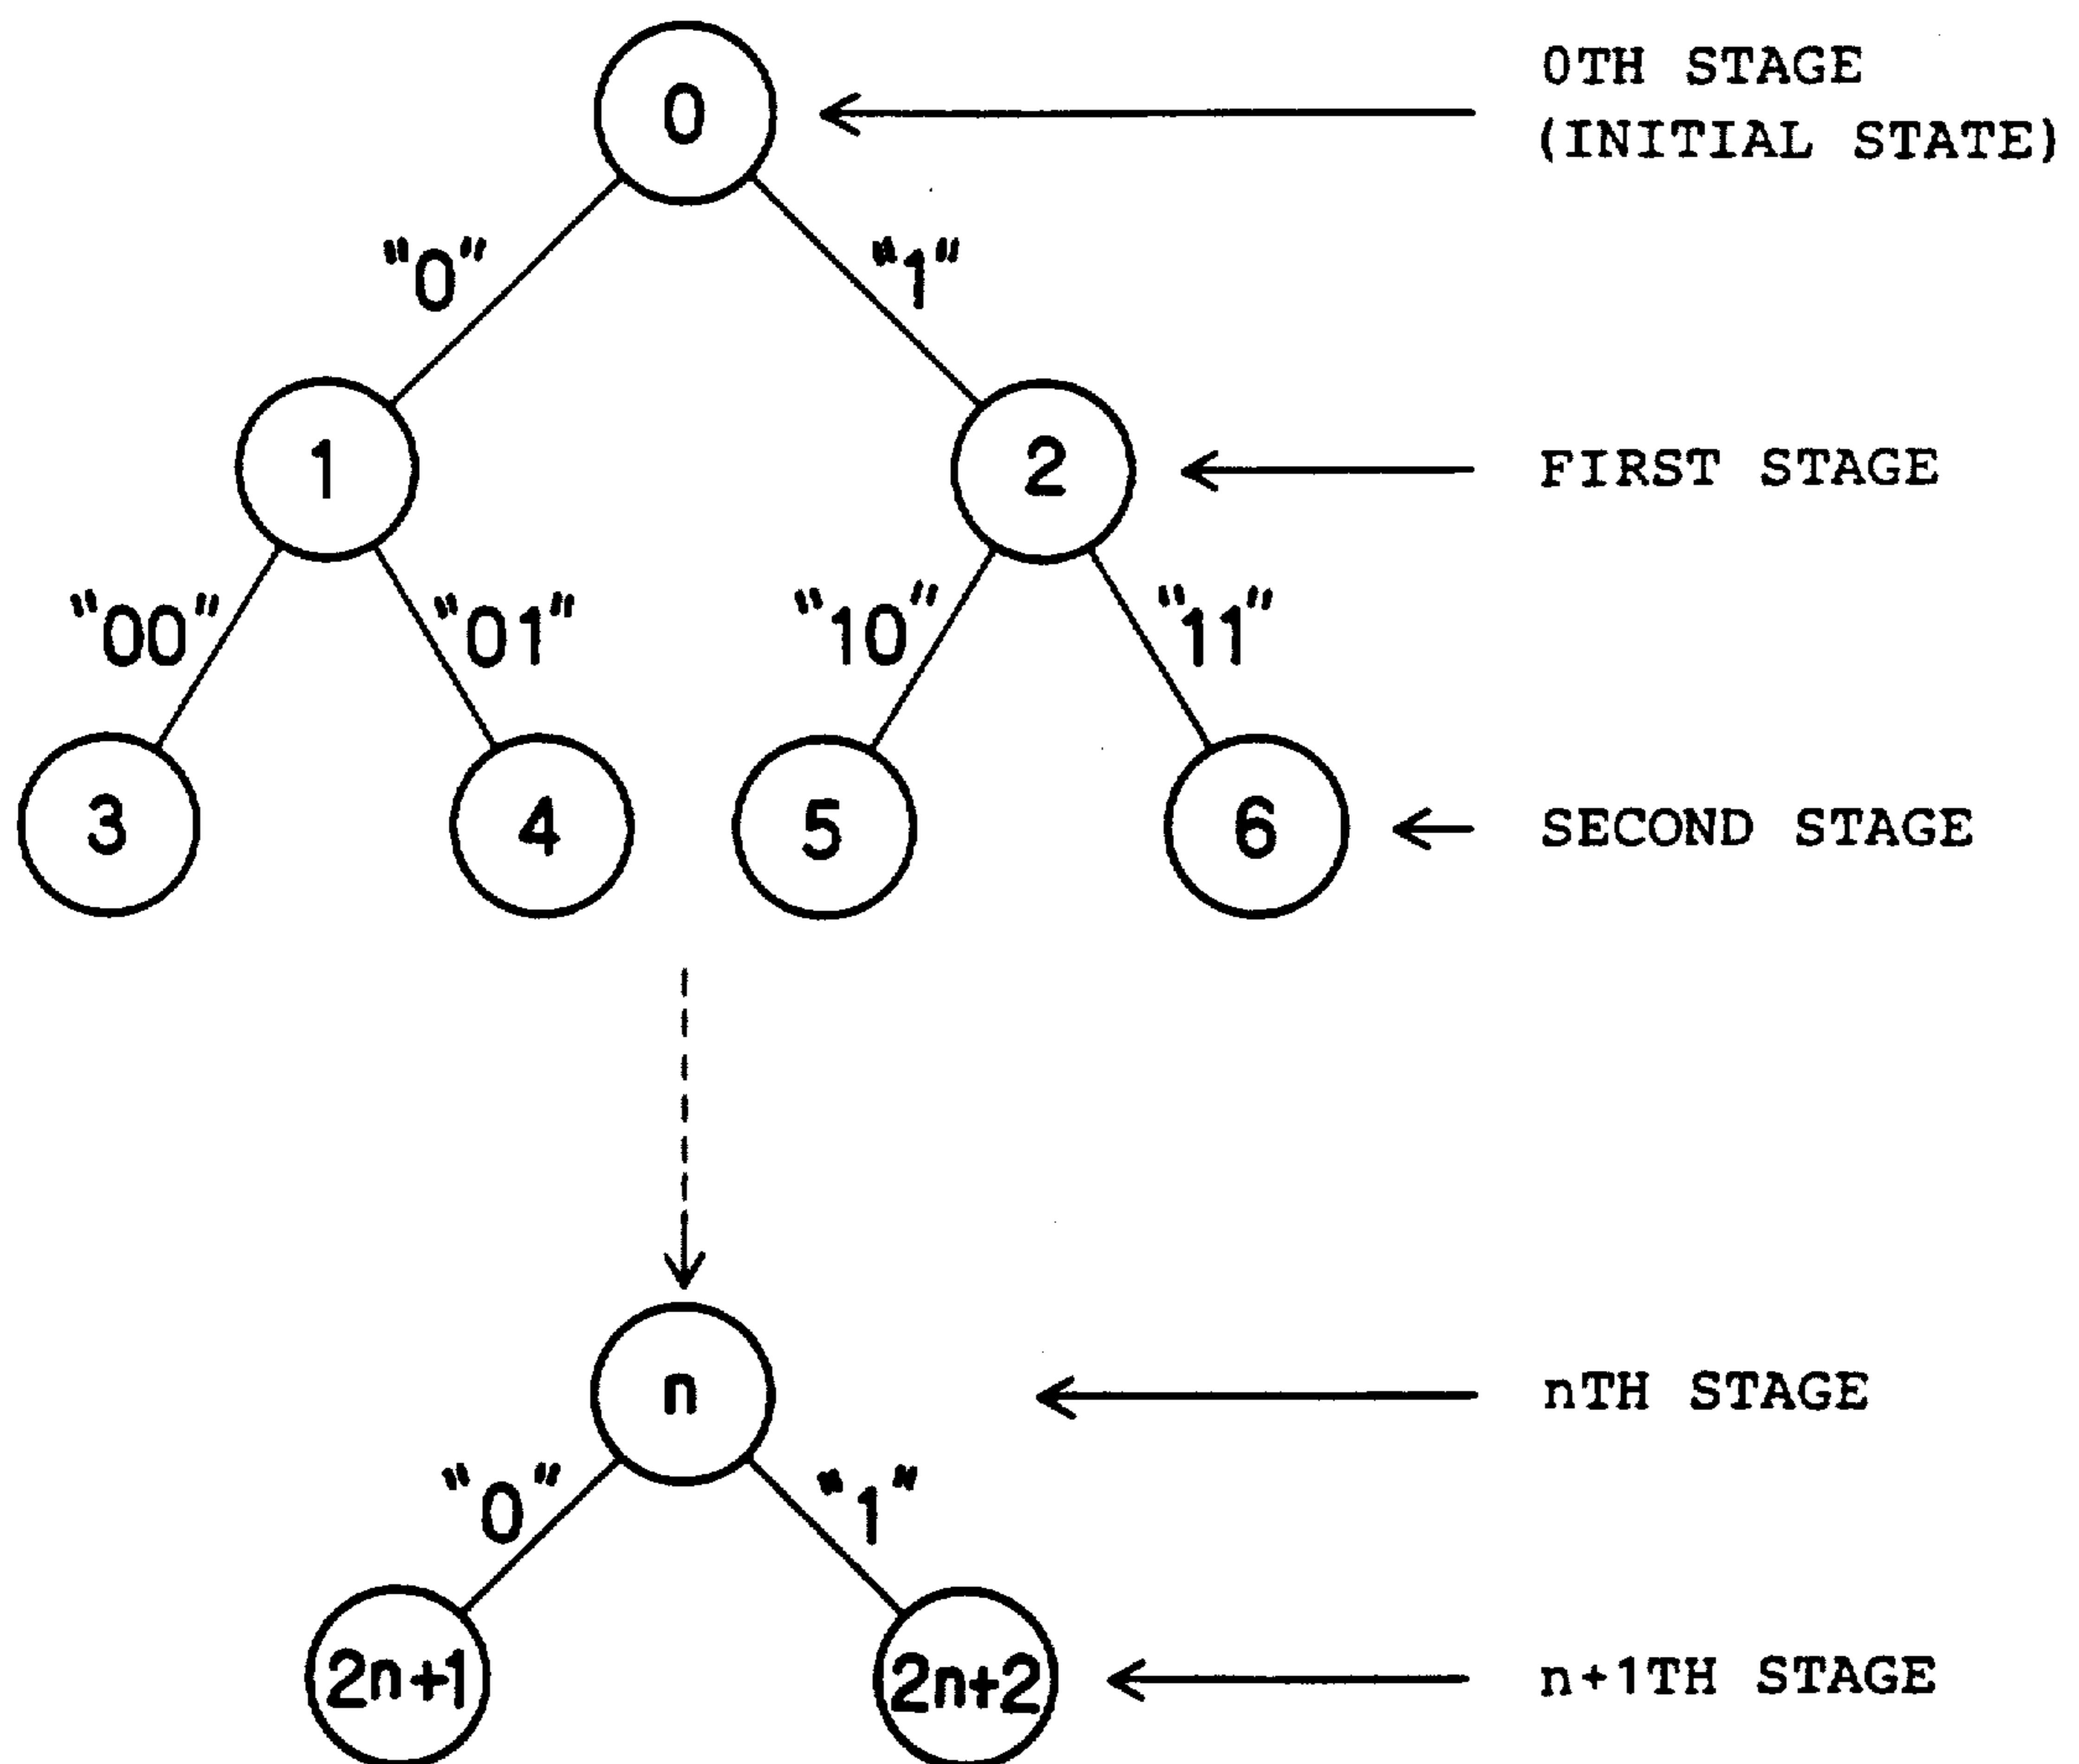 0
0TH STAGE
(INITIAL STATE)
"0"
"1"
1
2
FIRST STAGE
"00"
"01"
"10"
"11"
3
4
5
6
SECOND STAGE
n
nTH STAGE
"0"
"1"
2n+1
2n+2
n+1TH STAGE